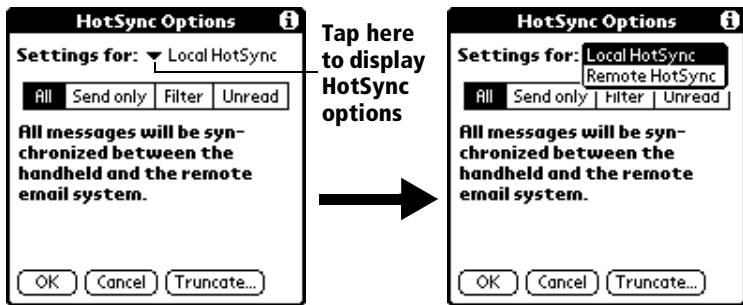 HotSync Options
Settings for: Local HotSync
All Send only Filter Unread
All messages will be syn-
chronized between the
handheld and the remote
email system.
OK Cancel Truncate...
Tap here
to display
HotSync
options
HotSync Options
Settings for: Local HotSync
Remote HotSync
All Send only Filter Unread
All messages will be syn-
chronized between the
handheld and the remote
email system.
OK Cancel Truncate...